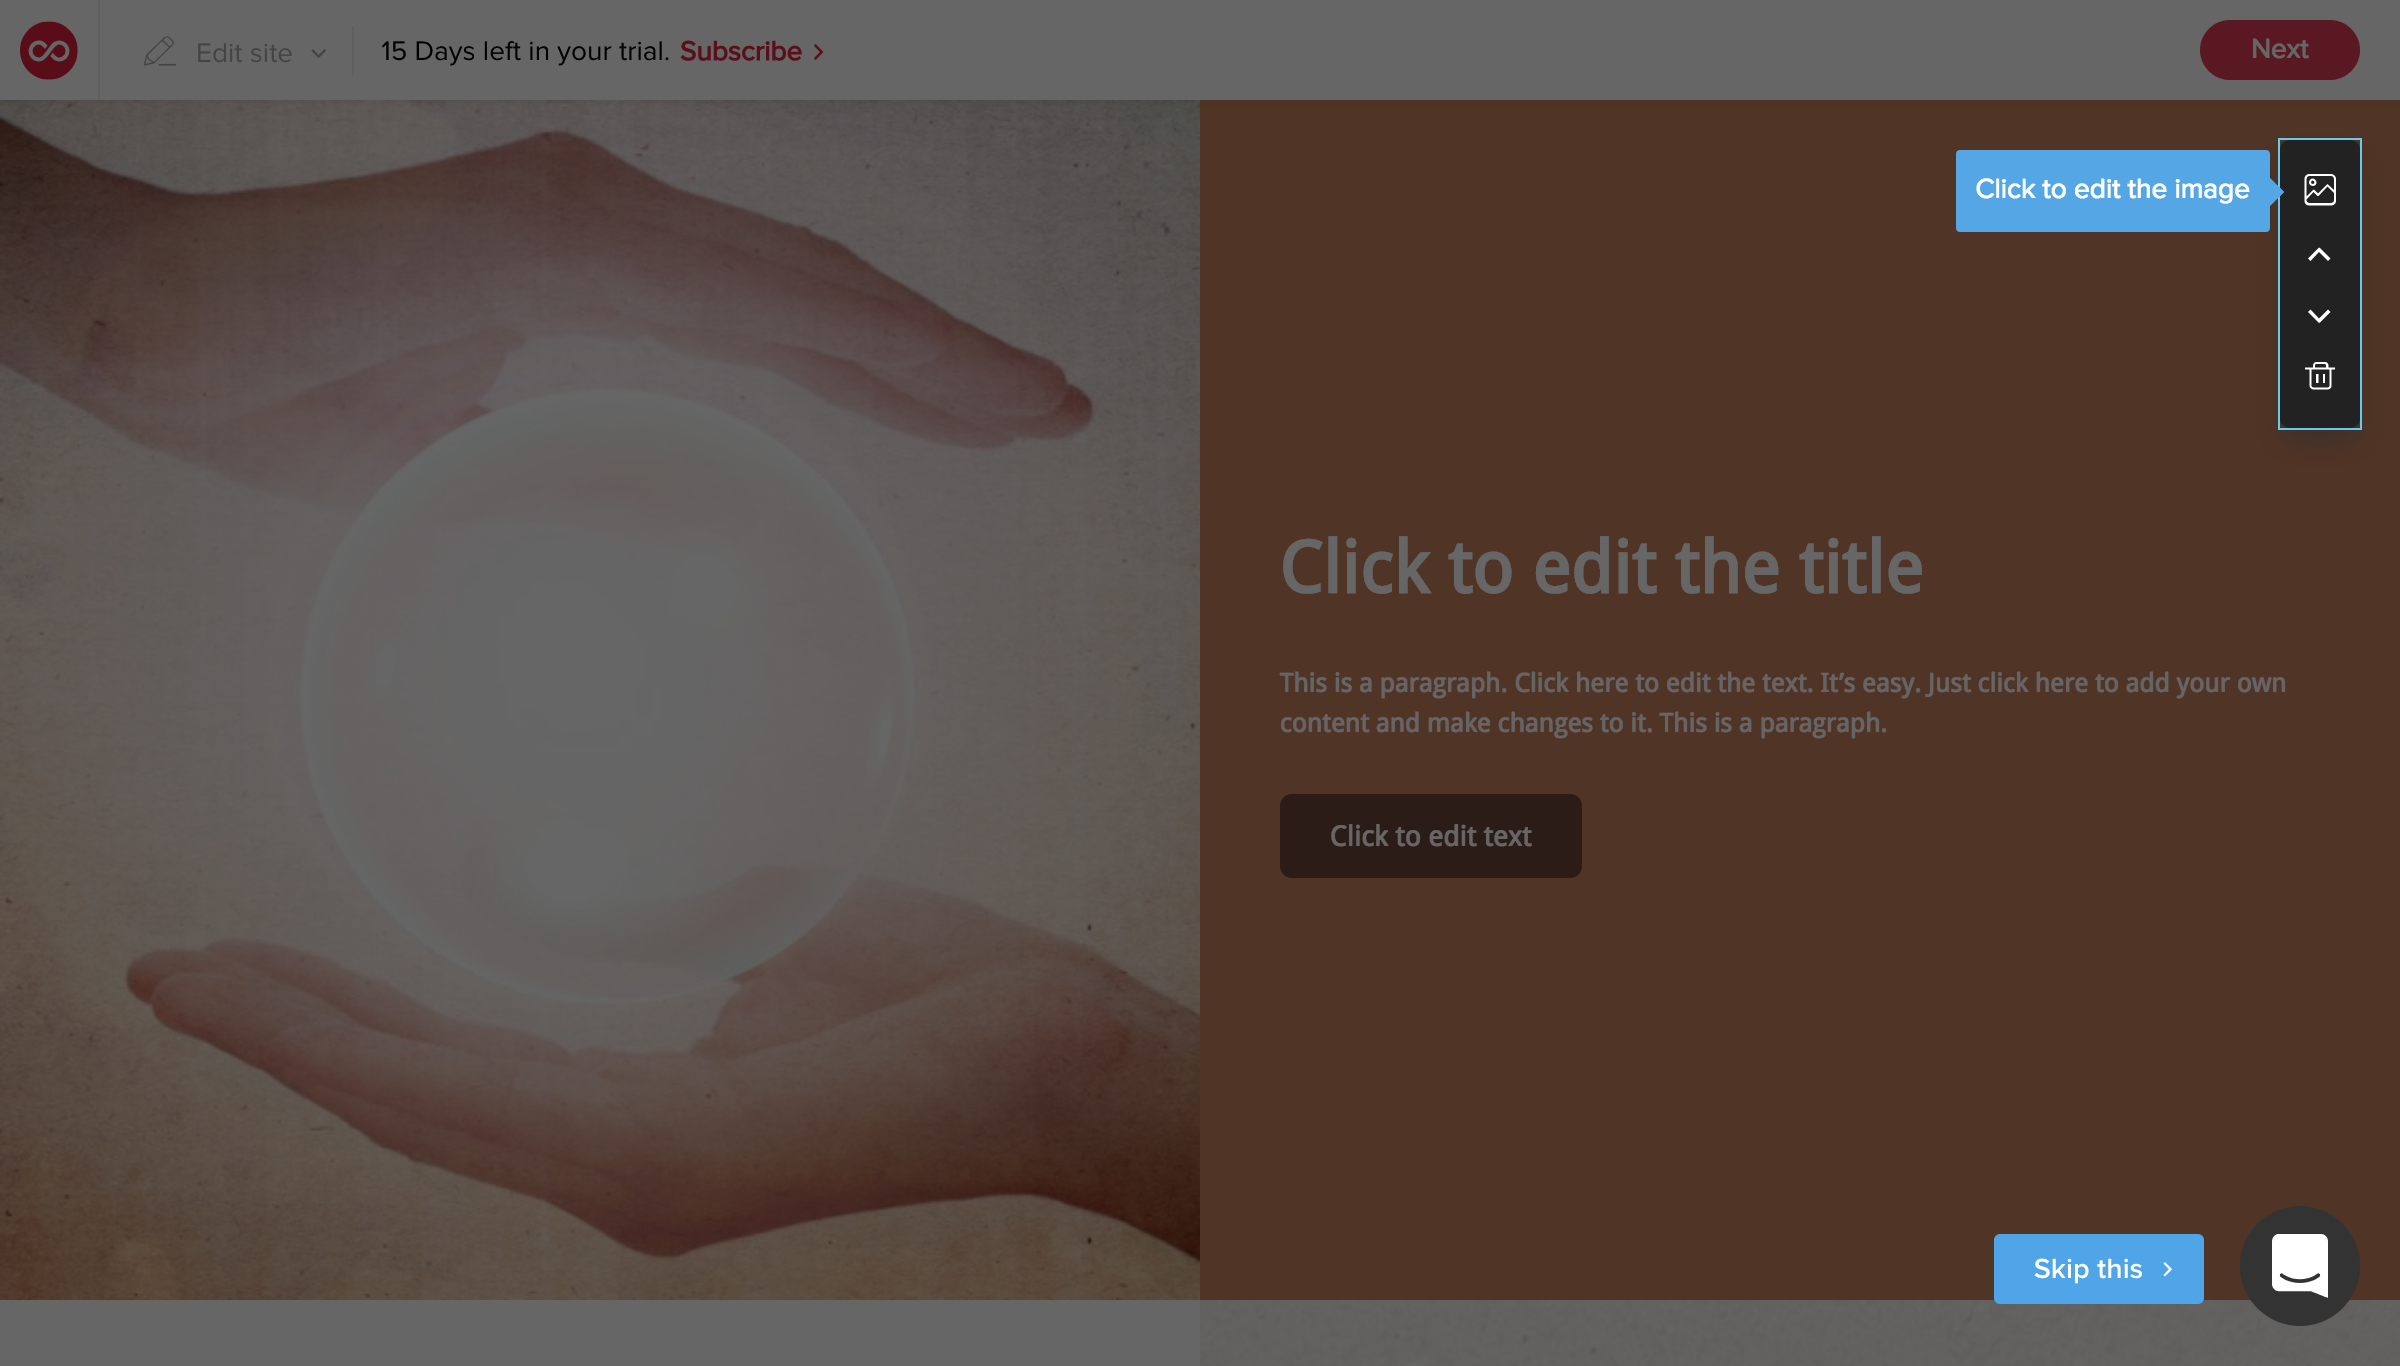 Edit site
15 Days left in your trial. Subscribe
Next
Click to edit the image
Click to edit the title
This is a paragraph. Click here to edit the text. It’s easy. Just click here to add your own
content and make changes to it. This is a paragraph.
Click to edit text
Skip this